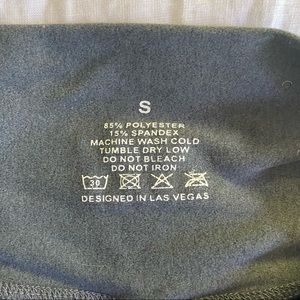 S
85% POLYESTER
15% SPANDEX
MACHINE WASH COLD
TUMBLE DRY LOW
DO NOT BLEACH
DO NOT IRON
30
DESIGNED IN LAS VEGAS